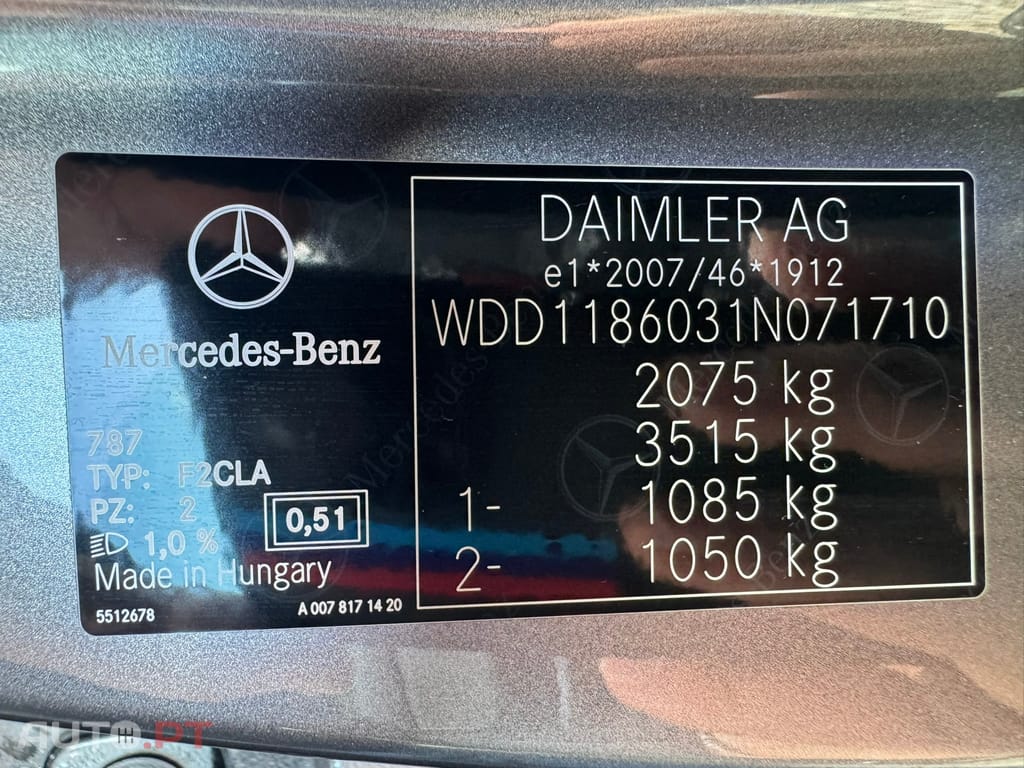 Mercedes-Benz
787
TYP: F2CLA
PZ: 2
1,0 %
0,51
Made in Hungary
5512678
A 007 817 14 20
DAIMLER AG
e1*2007/46*1912
WDD1186031N071710
2075 kg
3515 kg
1- 1085 kg
2- 1050 kg
AUTO.PT